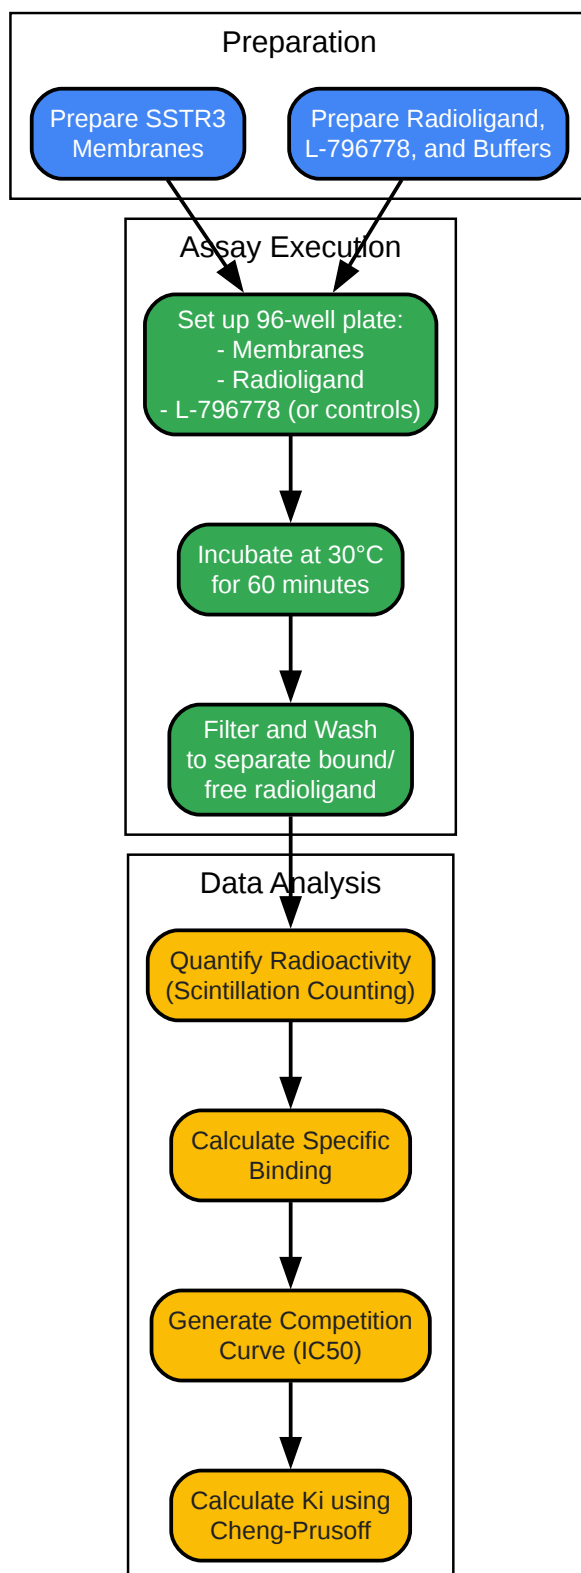 Preparation
Prepare SSTR3
Membranes
Prepare Radioligand,
L-796778, and Buffers
Assay Execution
Set up 96-well plate:
- Membranes
- Radioligand
- L-796778 (or controls)
Incubate at 30°C
for 60 minutes
Filter and Wash
to separate bound/
free radioligand
Data Analysis
Quantify Radioactivity
(Scintillation Counting)
Calculate Specific
Binding
Generate Competition
Curve (IC50)
Calculate Ki using
Cheng-Prusoff